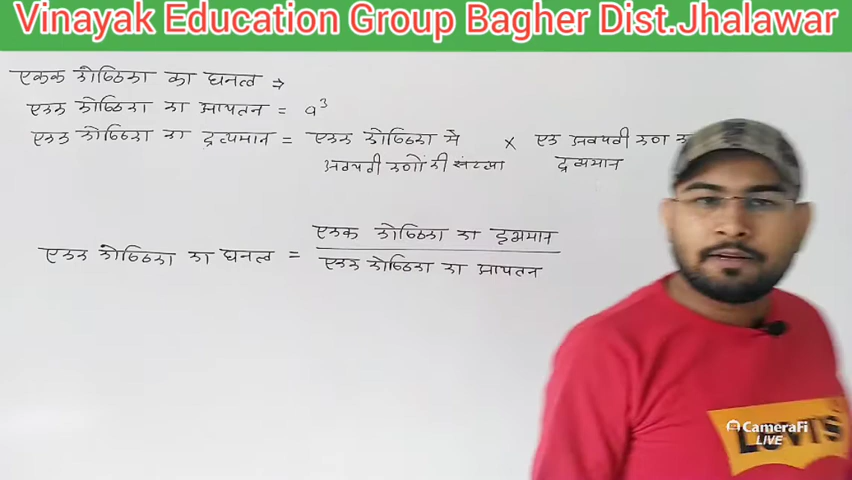 Vinayak Education Group Bagher Dist.Jhalawar
एकक कोष्ठिका का घनत्व ⇒
एकक कोष्ठिका का आयतन = a³
एकक कोष्ठिका का द्रव्यमान = एकक कोष्ठिका मे × एक अवयवी कण क
अवयवी कणों की संख्या द्रव्यमान
एकक कोष्ठिका का घनत्व = एकक कोष्ठिका का द्रव्यमान
एकक कोष्ठिका का आयतन
CameraFi
LIVE
LEVI'S